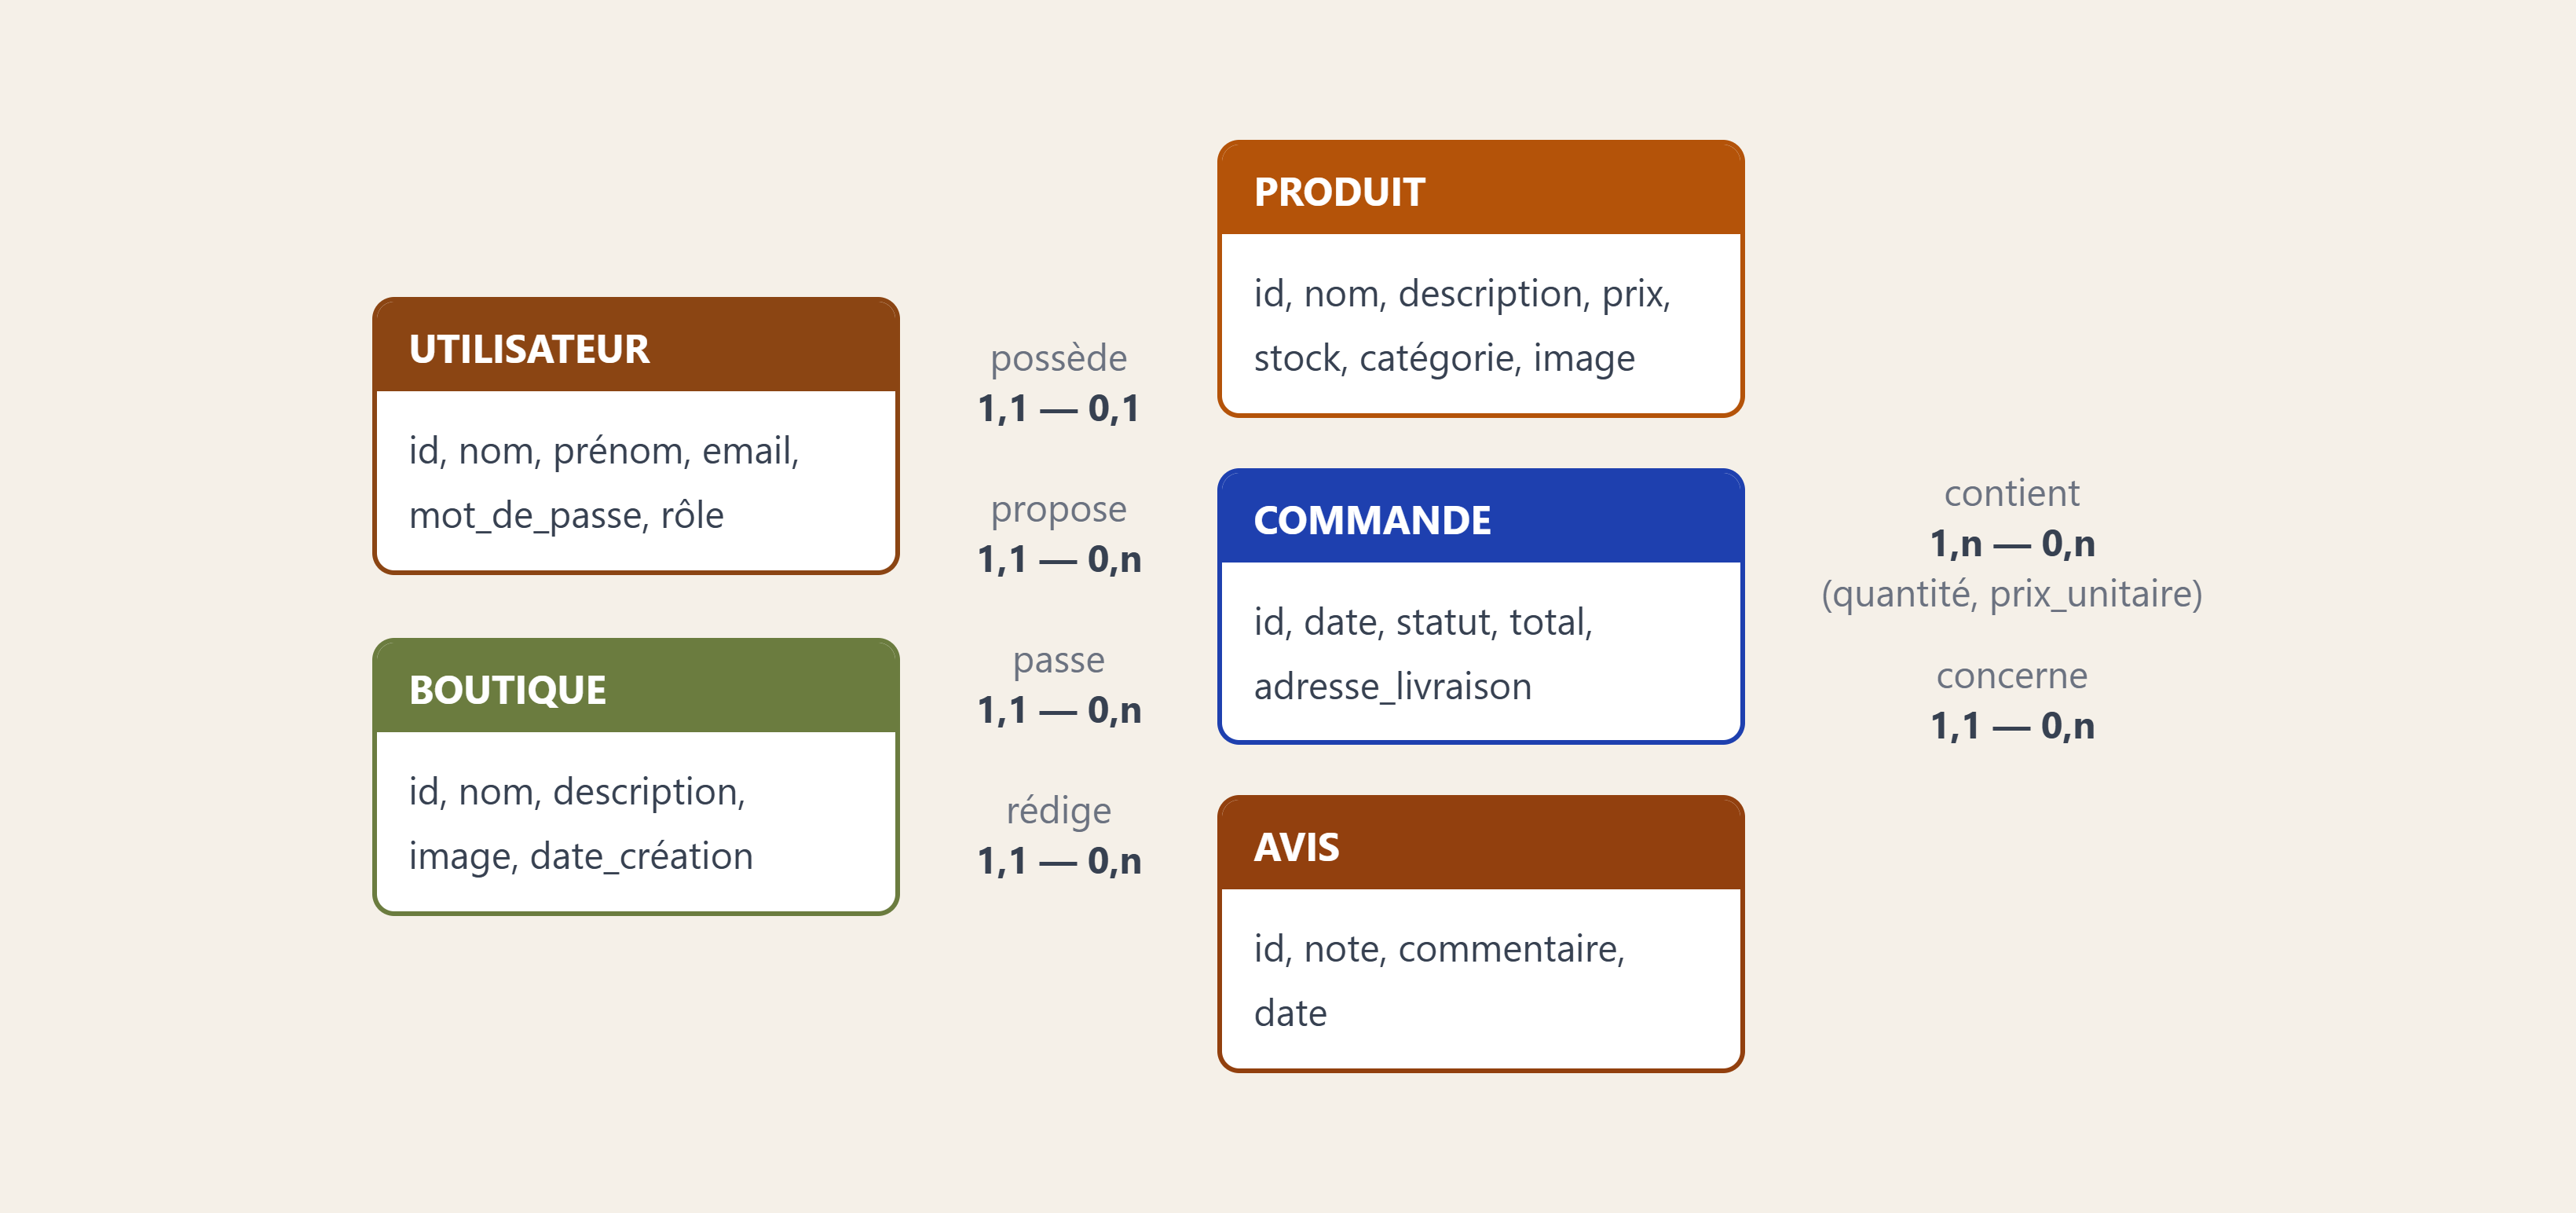 UTILISATEUR
id, nom, prénom, email,
mot_de_passe, rôle
BOUTIQUE
id, nom, description,
image, date_création
possède
1,1 — 0,1
propose
1,1 — 0,n
passe
1,1 — 0,n
rédige
1,1 — 0,n
PRODUIT
id, nom, description, prix,
stock, catégorie, image
COMMANDE
id, date, statut, total,
adresse_livraison
AVIS
id, note, commentaire,
date
contient
1,n — 0,n
(quantité, prix_unitaire)
concerne
1,1 — 0,n